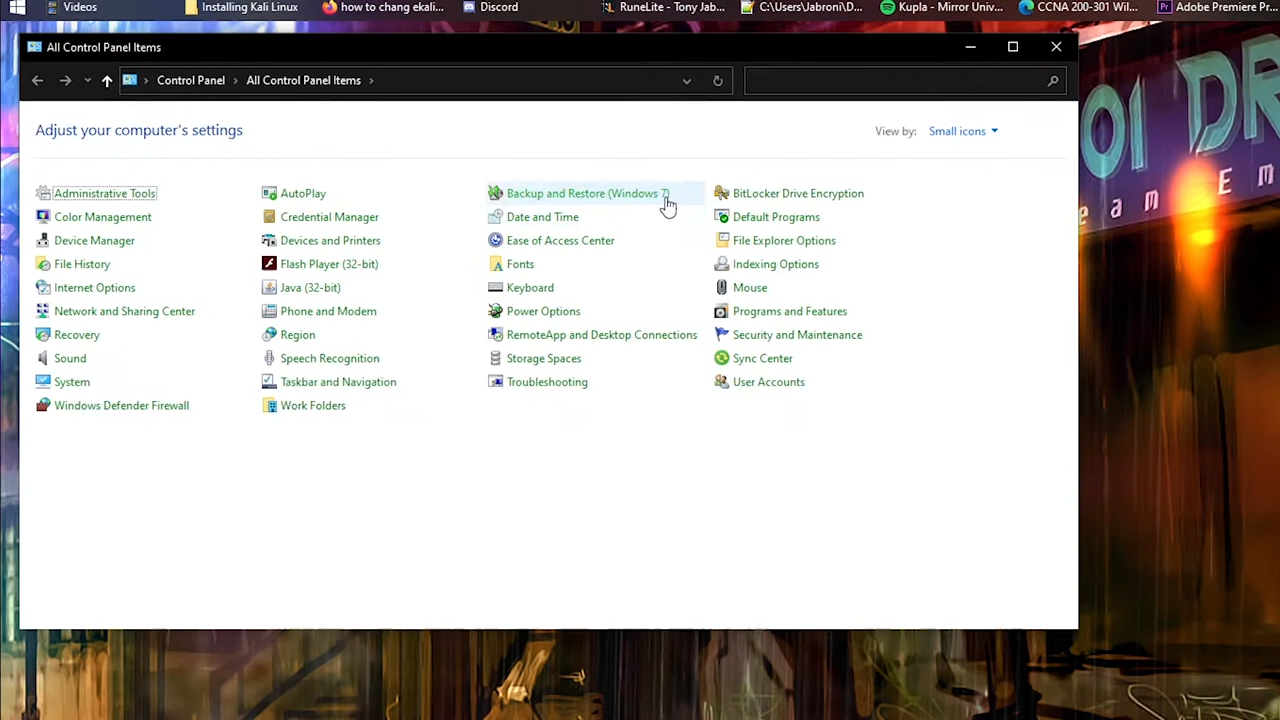 Videos
Installing Kali Linux
how to chang ekali...
Discord
RuneLite - Tony Jab...
C:\Users\Jabroni\D...
Kupla - Mirror Univ...
CCNA 200-301 Wil...
Adobe Premiere Pr...
All Control Panel Items
Control Panel > All Control Panel Items >
Adjust your computer's settings
View by: Small icons
Administrative Tools
AutoPlay
Backup and Restore (Windows 7)
BitLocker Drive Encryption
Color Management
Credential Manager
Date and Time
Default Programs
Device Manager
Devices and Printers
Ease of Access Center
File Explorer Options
File History
Flash Player (32-bit)
Fonts
Indexing Options
Internet Options
Java (32-bit)
Keyboard
Mouse
Network and Sharing Center
Phone and Modem
Power Options
Programs and Features
Recovery
Region
RemoteApp and Desktop Connections
Security and Maintenance
Sound
Speech Recognition
Storage Spaces
Sync Center
System
Taskbar and Navigation
Troubleshooting
User Accounts
Windows Defender Firewall
Work Folders